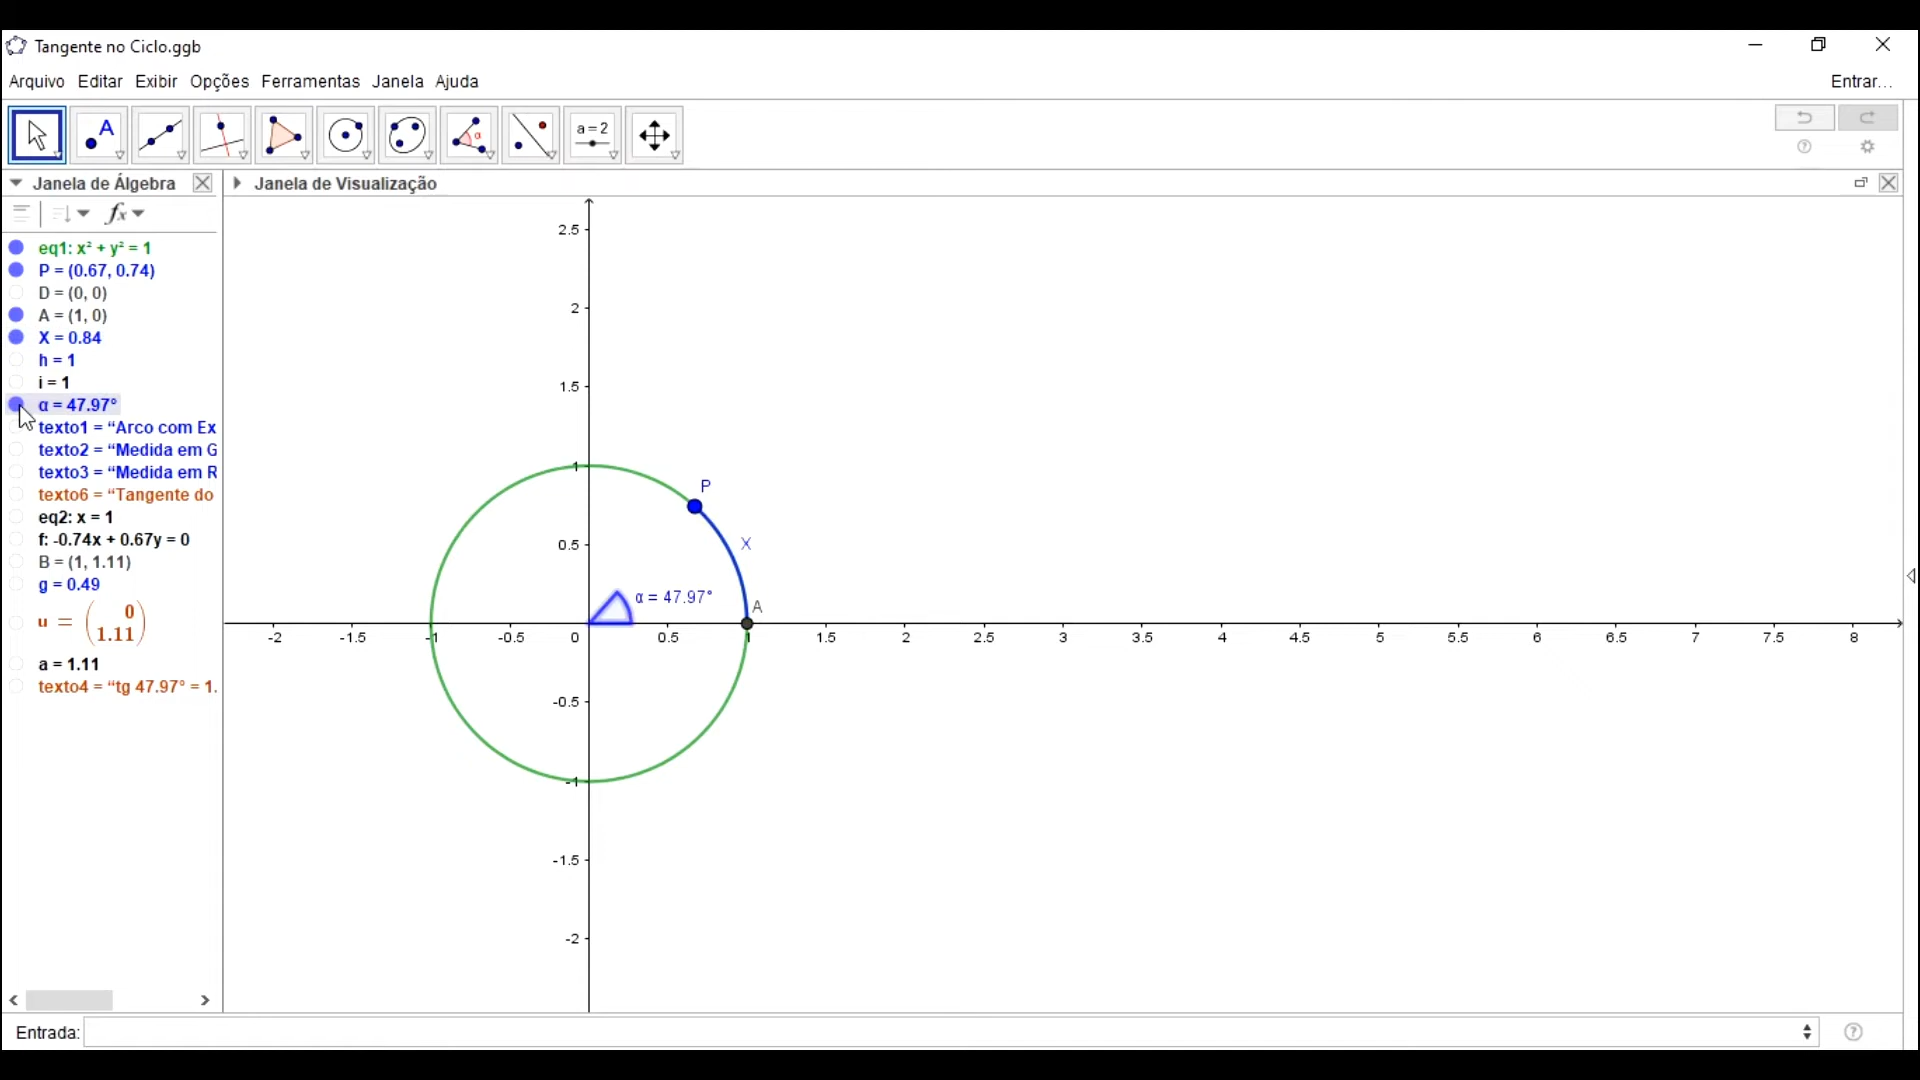 Tangente no Ciclo.ggb
Arquivo Editar Exibir Opções Ferramentas Janela Ajuda
Entrar...
A
α
a = 2
Janela de Álgebra
Janela de Visualização
fx
eq1: x² + y² = 1
P = (0.67, 0.74)
D = (0, 0)
A = (1, 0)
X = 0.84
h = 1
i = 1
α = 47.97°
texto1 = “Arco com Ex
texto2 = “Medida em G
texto3 = “Medida em R
texto6 = “Tangente do
eq2: x = 1
f: -0.74x + 0.67y = 0
B = (1, 1.11)
g = 0.49
u = ( 0
1.11 )
a = 1.11
texto4 = “tg 47.97° = 1.
2.5
2
1.5
1
P
0.5
X
α = 47.97°
A
-2 -1.5 -1 -0.5 0 0.5 1 1.5 2 2.5 3 3.5 4 4.5 5 5.5 6 6.5 7 7.5 8
-0.5
-1
-1.5
-2
Entrada: